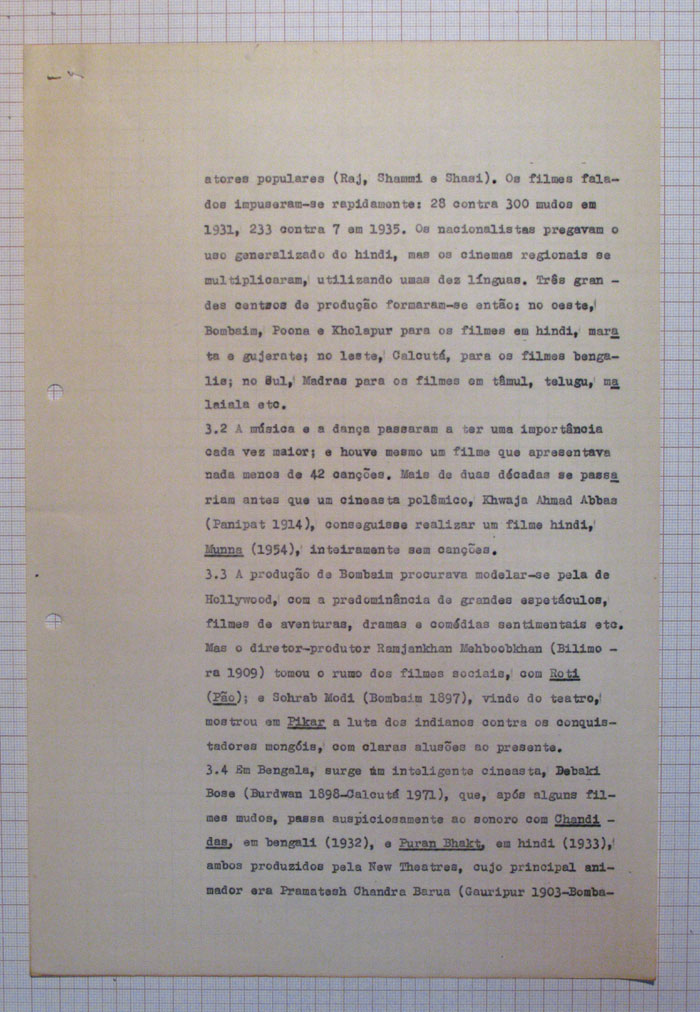 atores populares (Raj, Shammi e Shasi). Os filmes fala-
dos impuseram-se rapidamente: 28 contra 300 mudos em
1931, 233 contra 7 em 1935. Os nacionalistas pregavam o
uso generalizado do hindi, mas os cinemas regionais se
multiplicaram, utilizando umas dez línguas. Três gran -
des centros de produção formaram-se então: no oeste,
Bombaim, Poona e Kholapur para os filmes em hindi, mara
ta e gujerate; no leste, Calcutá, para os filmes benga-
lis; no Sul, Madras para os filmes em tâmul, telugu, ma
laiala etc.
3.2 A música e a dança passaram a ter uma importância
cada vez maior; e houve mesmo um filme que apresentava
nada menos de 42 canções. Mais de duas décadas se passa
riam antes que um cineasta polêmico, Khwaja Ahmad Abbas
(Panipat 1914), conseguisse realizar um filme hindi,
Munna (1954), inteiramente sem canções.
3.3 A produção de Bombaim procurava modelar-se pela de
Hollywood, com a predominância de grandes espetáculos,
filmes de aventuras, dramas e comédias sentimentais etc.
Mas o diretor-produtor Ramjankhan Mehboobkhan (Bilimo -
ra 1909) tomou o rumo dos filmes sociais, com Roti
(Pão); e Sohrab Modi (Bombaim 1897), vindo do teatro,
mostrou em Pikar a luta dos indianos contra os conquis-
tadores mongóis, com claras alusões ao presente.
3.4 Em Bengala, surge um inteligente cineasta, Debaki
Bose (Burdwan 1898-Calcutá 1971), que, após alguns fil-
mes mudos, passa auspiciosamente ao sonoro com Chandi -
das, em bengali (1932), e Puran Bhakt, em hindi (1933),
ambos produzidos pela New Theatres, cujo principal ani-
mador era Pramatesh Chandra Barua (Gauripur 1903-Bomba-